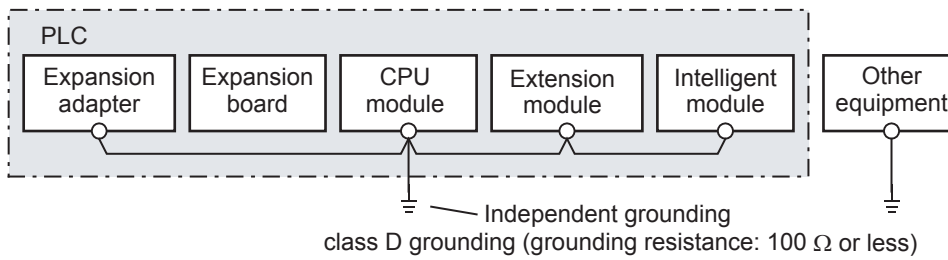 PLC
Expansion
adapter
Expansion
board
CPU
module
Extension
module
Intelligent
module
Other
equipment
Independent grounding
class D grounding (grounding resistance: 100 Ω or less)